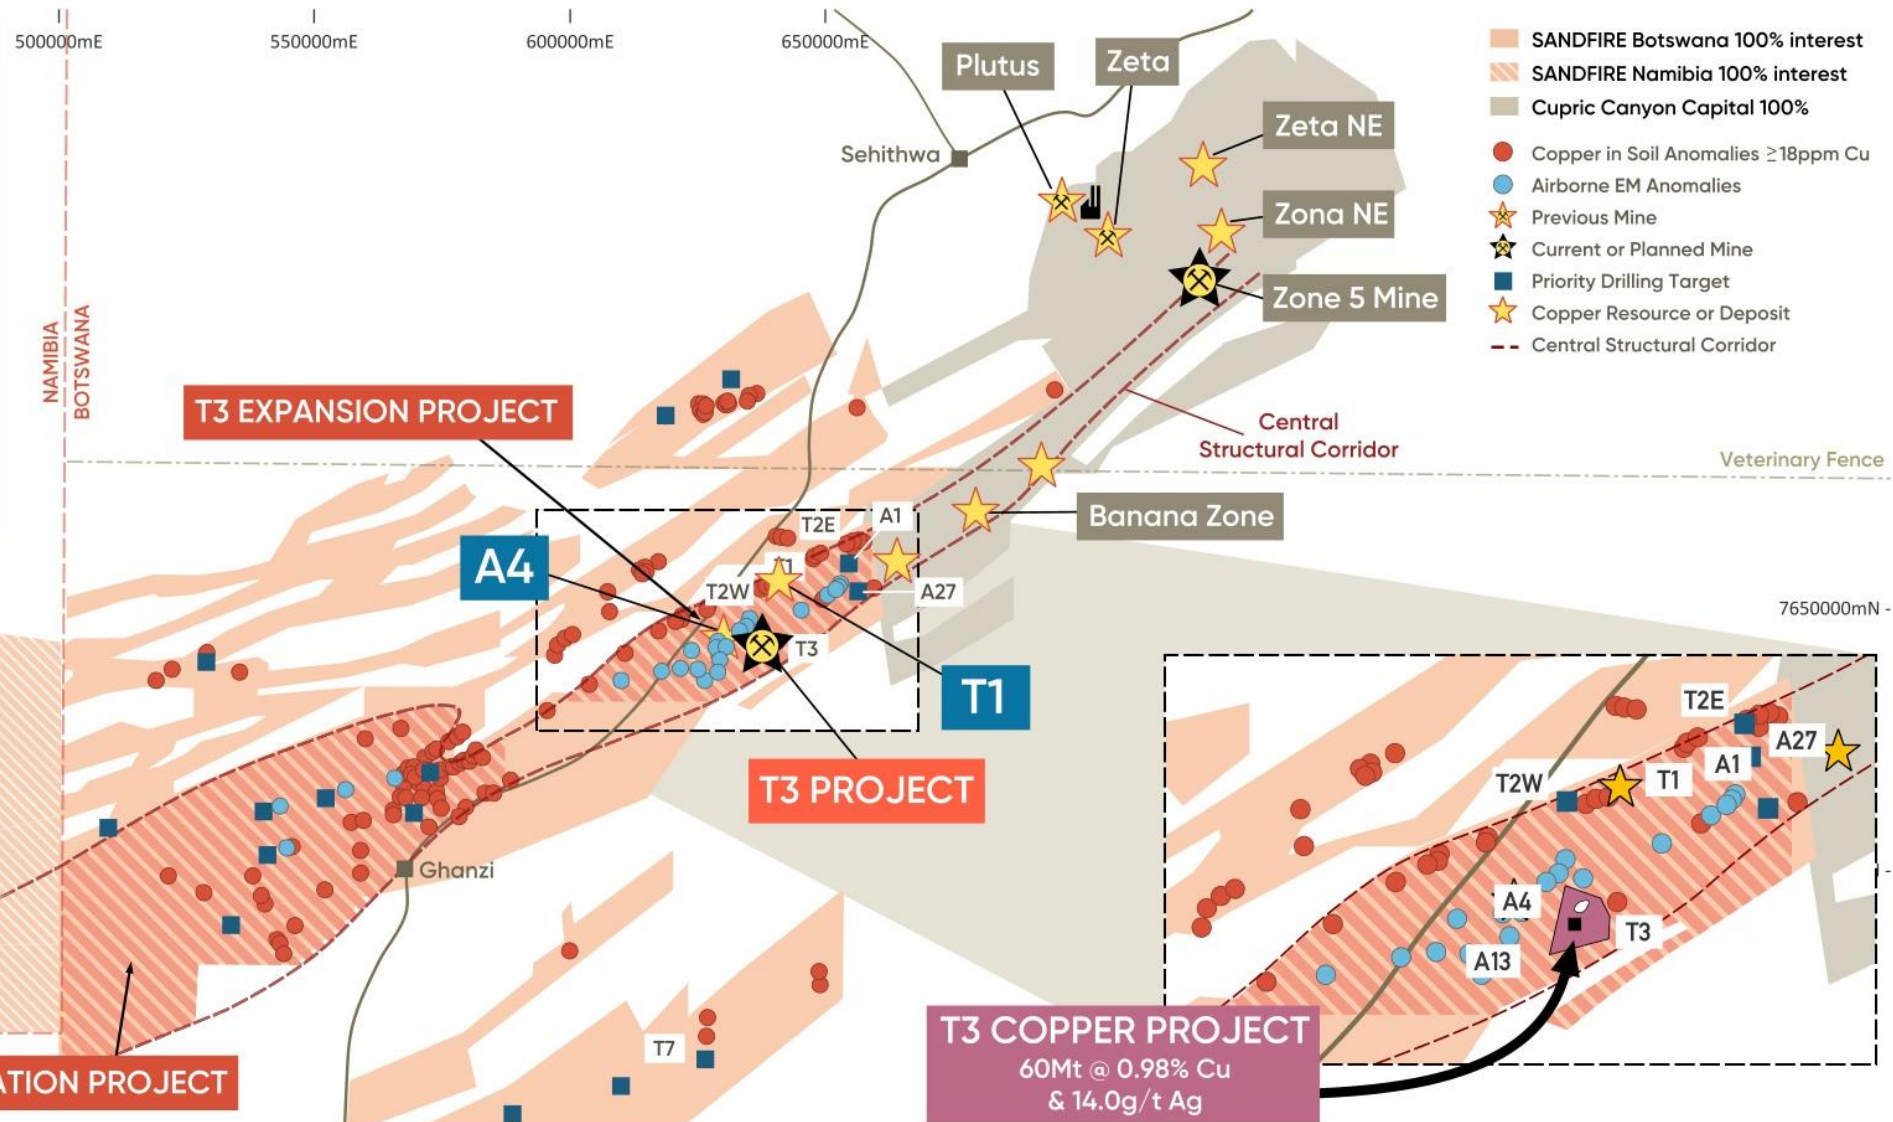 500000mE
550000mE
600000mE
650000mE
Plutus
Zeta
Zeta NE
Sehithwa
Zona NE
Zone 5 Mine
SANDFIRE Botswana 100% interest
SANDFIRE Namibia 100% interest
Cupric Canyon Capital 100%
Copper in Soil Anomalies ≥18ppm Cu
Airborne EM Anomalies
Previous Mine
Current or Planned Mine
Priority Drilling Target
Copper Resource or Deposit
Central Structural Corridor
NAMIBIA
BOTSWANA
T3 EXPANSION PROJECT
Central
Structural Corridor
Veterinary Fence
Banana Zone
T2E
A1
A4
T2W
A27
T3
T1
7650000mN
T3 PROJECT
Ghanzi
T2E
A27
A1
T1
T2W
A4
T3
A13
T7
ATION PROJECT
T3 COPPER PROJECT
60Mt @ 0.98% Cu
& 14.0g/t Ag